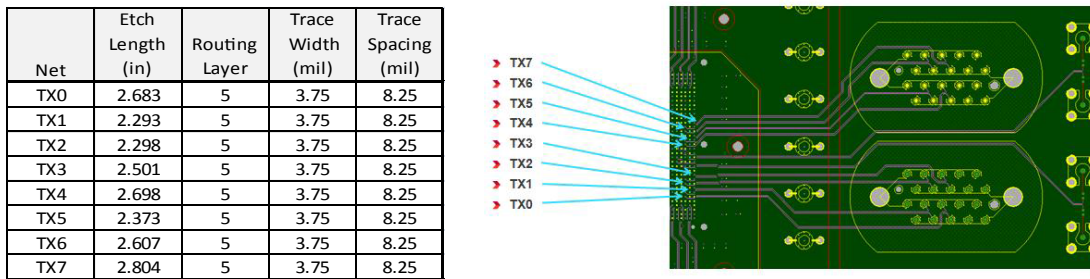 Net Etch Length (in) Routing Layer Trace Width (mil) Trace Spacing (mil)
TX0 2.683 5 3.75 8.25
TX1 2.293 5 3.75 8.25
TX2 2.298 5 3.75 8.25
TX3 2.501 5 3.75 8.25
TX4 2.698 5 3.75 8.25
TX5 2.373 5 3.75 8.25
TX6 2.607 5 3.75 8.25
TX7 2.804 5 3.75 8.25
TX7
TX6
TX5
TX4
TX3
TX2
TX1
TX0